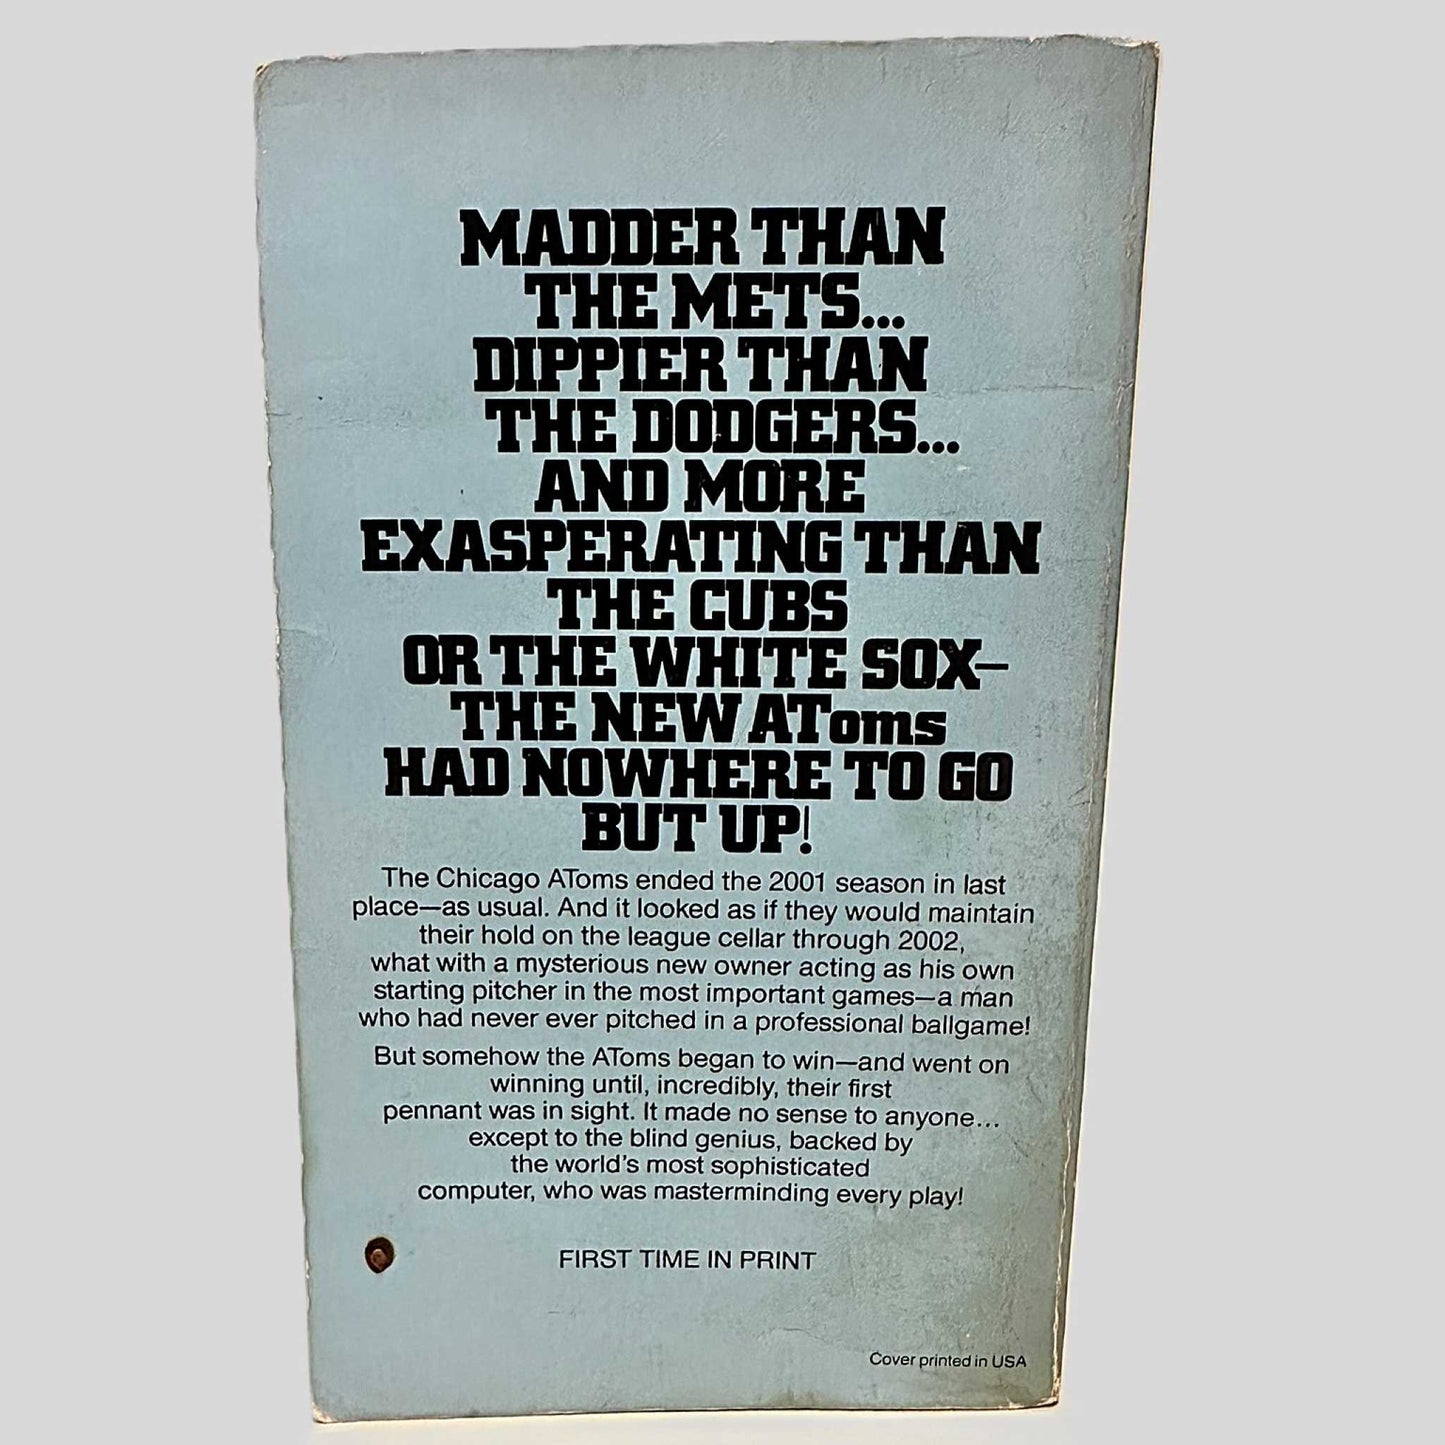 MADDER THAN
THE METS...
DIPPIER THAN
THE DODGERS...
AND MORE
EXASPERATING THAN
THE CUBS
OR THE WHITE SOX—
THE NEW AToms
HAD NOWHERE TO GO
BUT UP!
The Chicago AToms ended the 2001 season in last
place—as usual. And it looked as if they would maintain
their hold on the league cellar through 2002,
what with a mysterious new owner acting as his own
starting pitcher in the most important games—a man
who had never ever pitched in a professional ballgame!
But somehow the AToms began to win—and went on
winning until, incredibly, their first
pennant was in sight. It made no sense to anyone...
except to the blind genius, backed by
the world's most sophisticated
computer, who was masterminding every play!
FIRST TIME IN PRINT
Cover printed in USA